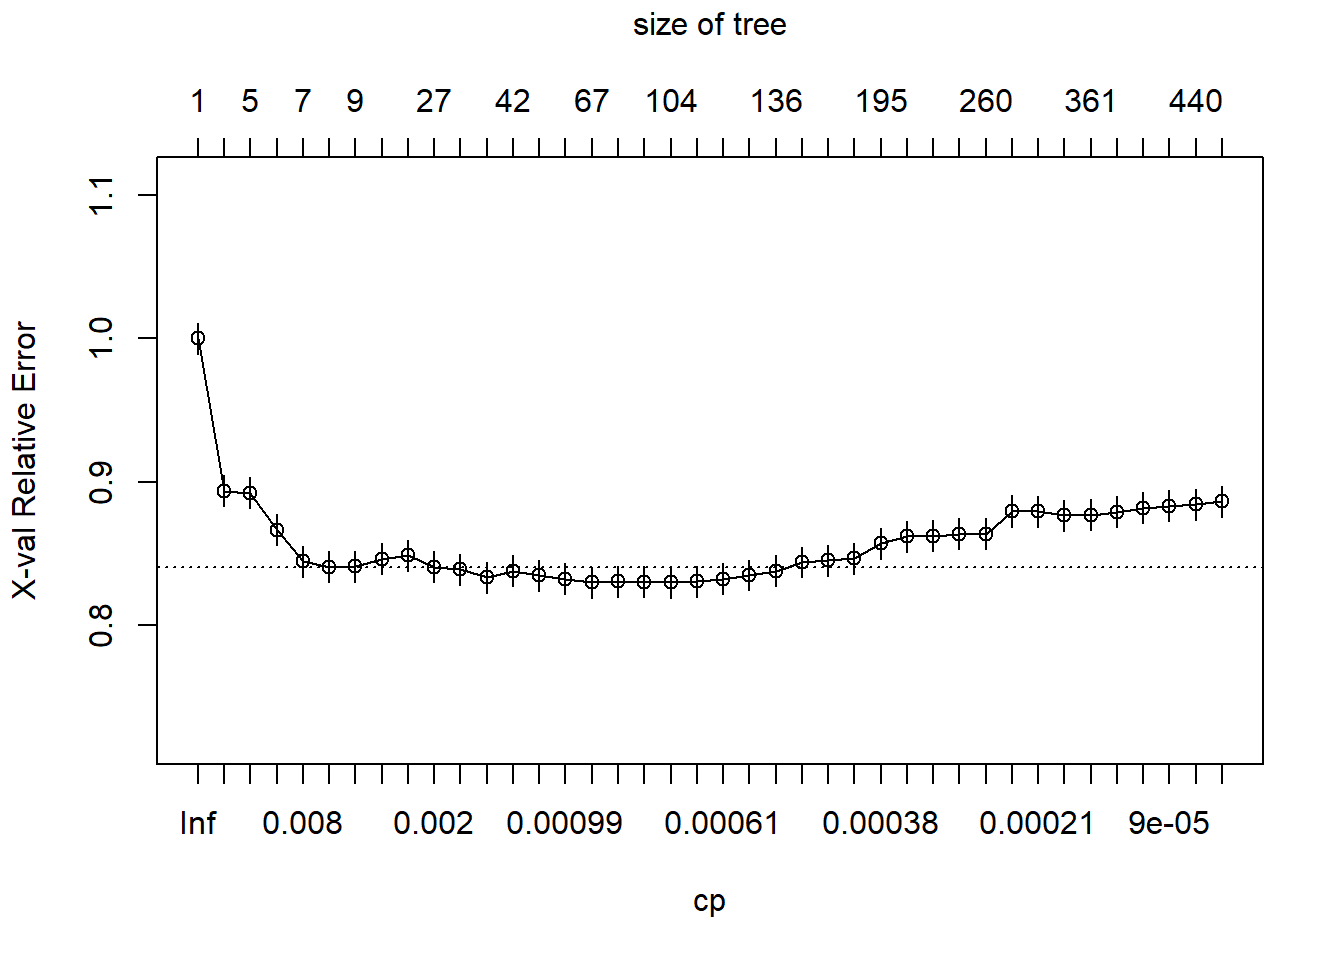 size of tree
1 5 7 9 27 42 67 104 136 195 260 361 440
1.1
1.0
0.9
0.8
X-val Relative Error
Inf 0.008 0.002 0.00099 0.00061 0.00038 0.00021 9e-05
cp